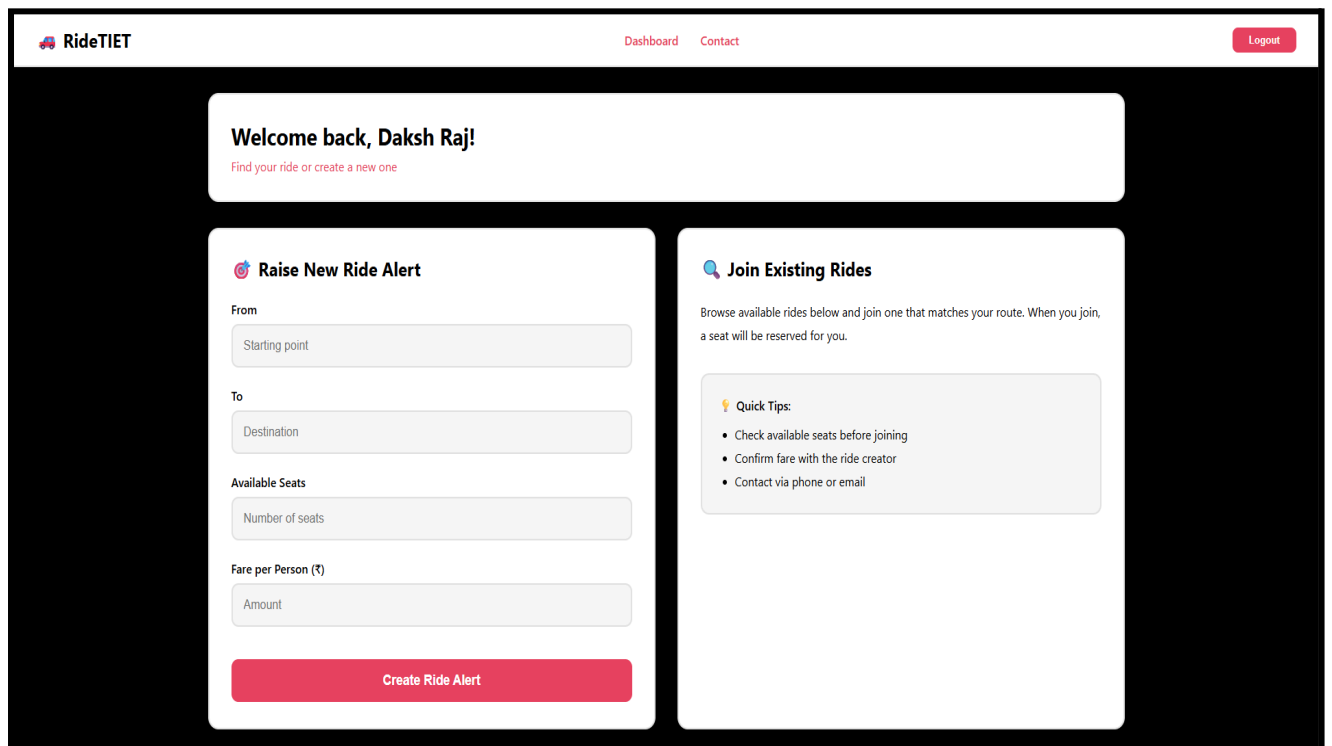 🚗 RideTIET
Dashboard
Contact
Logout
Welcome back, Daksh Raj!
Find your ride or create a new one
🎯 Raise New Ride Alert
From
Starting point
To
Destination
Available Seats
Number of seats
Fare per Person (₹)
Amount
Create Ride Alert
🔍 Join Existing Rides
Browse available rides below and join one that matches your route. When you join,
a seat will be reserved for you.
💡 Quick Tips:
• Check available seats before joining
• Confirm fare with the ride creator
• Contact via phone or email